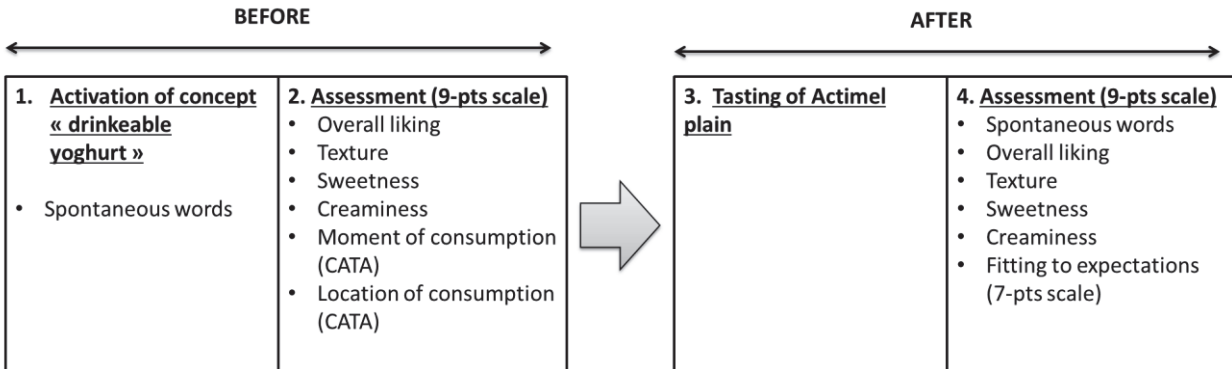 BEFORE
AFTER
1. Activation of concept
« drinkeable
yoghurt »
• Spontaneous words
2. Assessment (9-pts scale)
• Overall liking
• Texture
• Sweetness
• Creaminess
• Moment of consumption
(CATA)
• Location of consumption
(CATA)
3. Tasting of Actimel
plain
4. Assessment (9-pts scale)
• Spontaneous words
• Overall liking
• Texture
• Sweetness
• Creaminess
• Fitting to expectations
(7-pts scale)